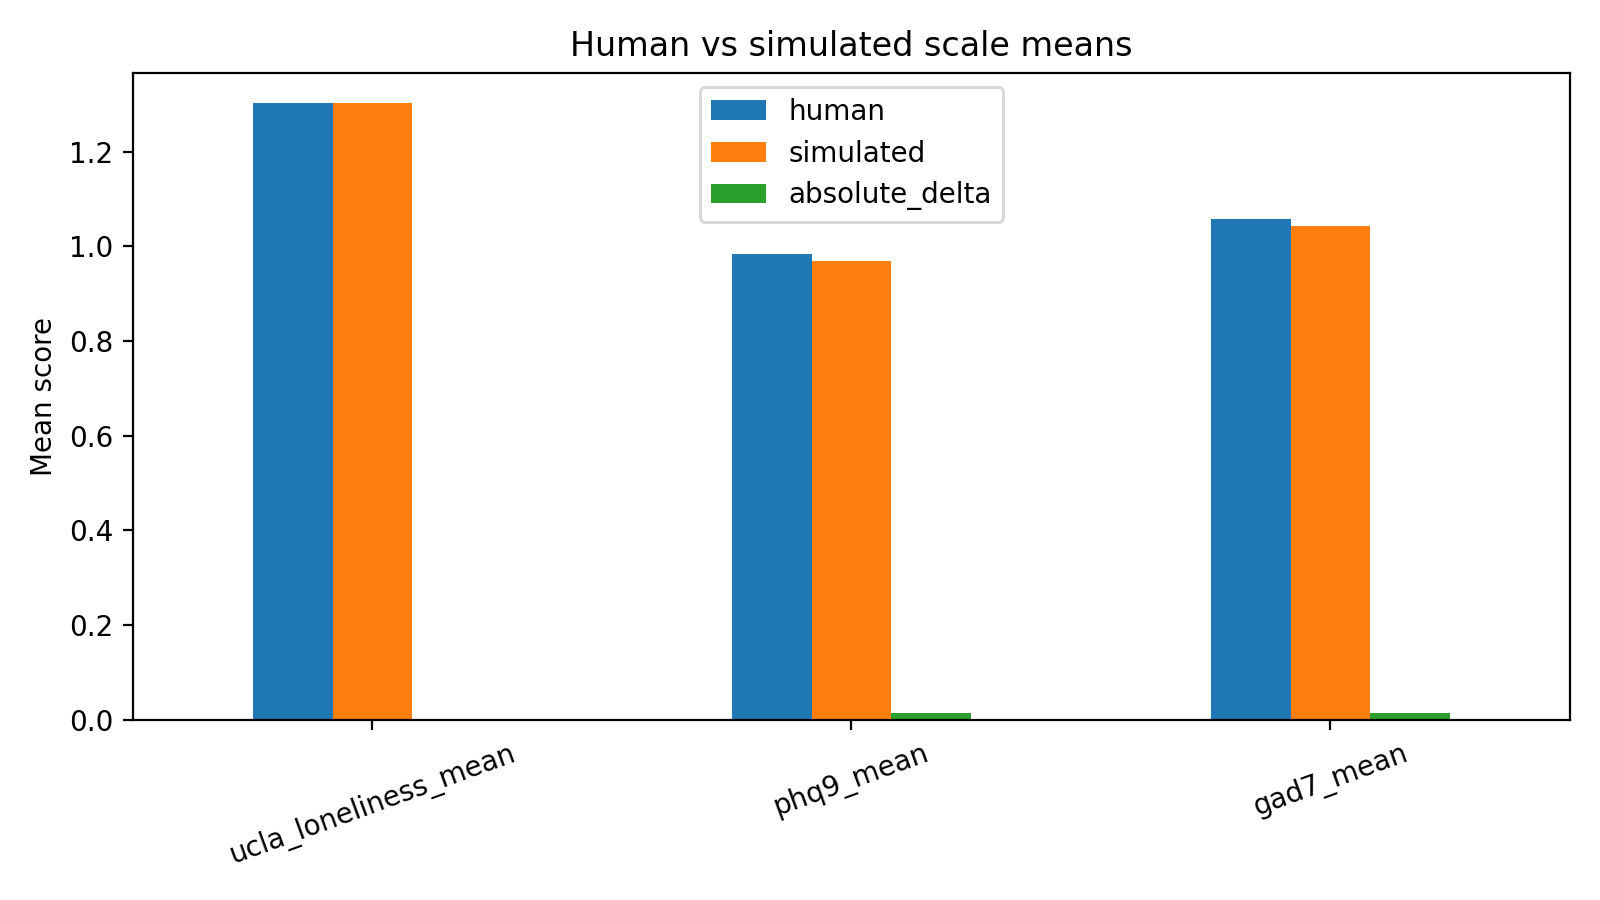 Human vs simulated scale means
human
simulated
absolute_delta
Mean score
1.2
1.0
0.8
0.6
0.4
0.2
0.0
ucla_loneliness_mean
phq9_mean
gad7_mean